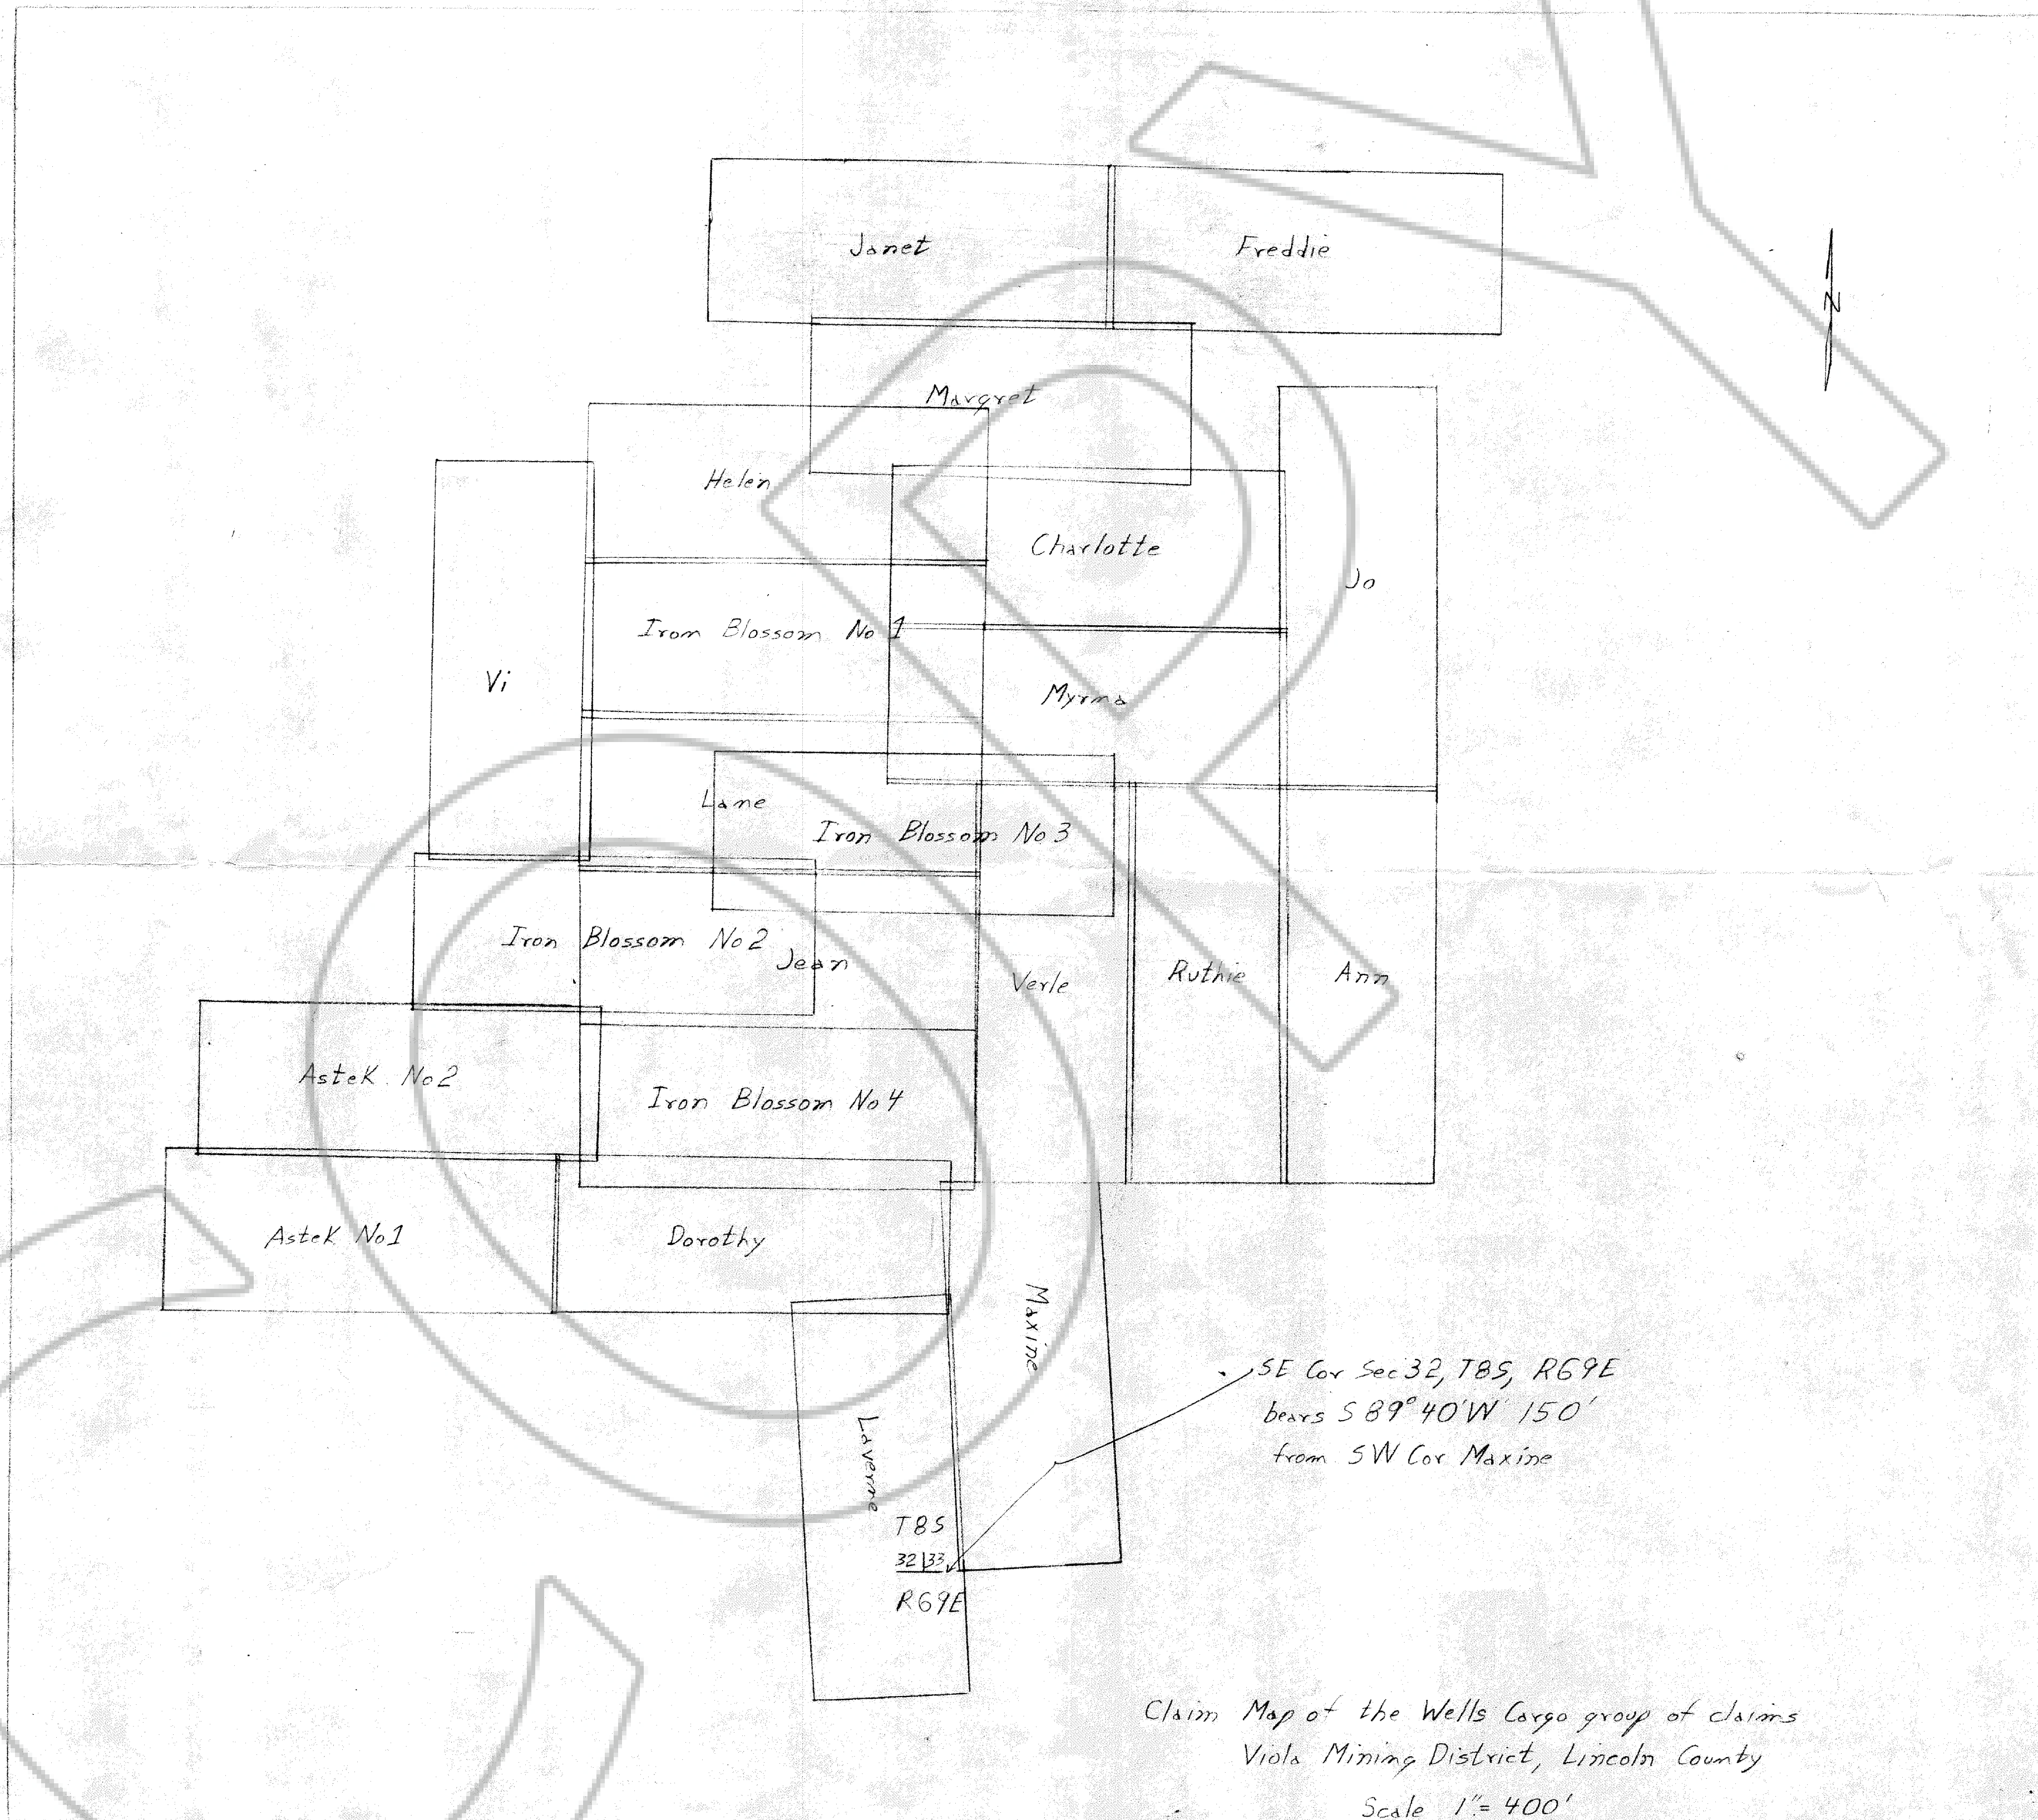 Janet
Freddie
N
Margret
Helen
Charlotte
Jo
Iron Blossom No 1
Vi
Myrma
Lane
Iron Blossom No 3
Iron Blossom No 2
Jean
Verle
Ruthie
Ann
Astek No 2
Iron Blossom No 4
Astek No 1
Dorothy
Maxine
SE Cor Sec 32, T8S, R69E
bears S 89° 40' W 150'
from SW Cor Maxine
Laverne
T8S
32|33
R69E
Claim Map of the Wells Cargo group of claims
Viola Mining District, Lincoln County
Scale 1" = 400'
COPY